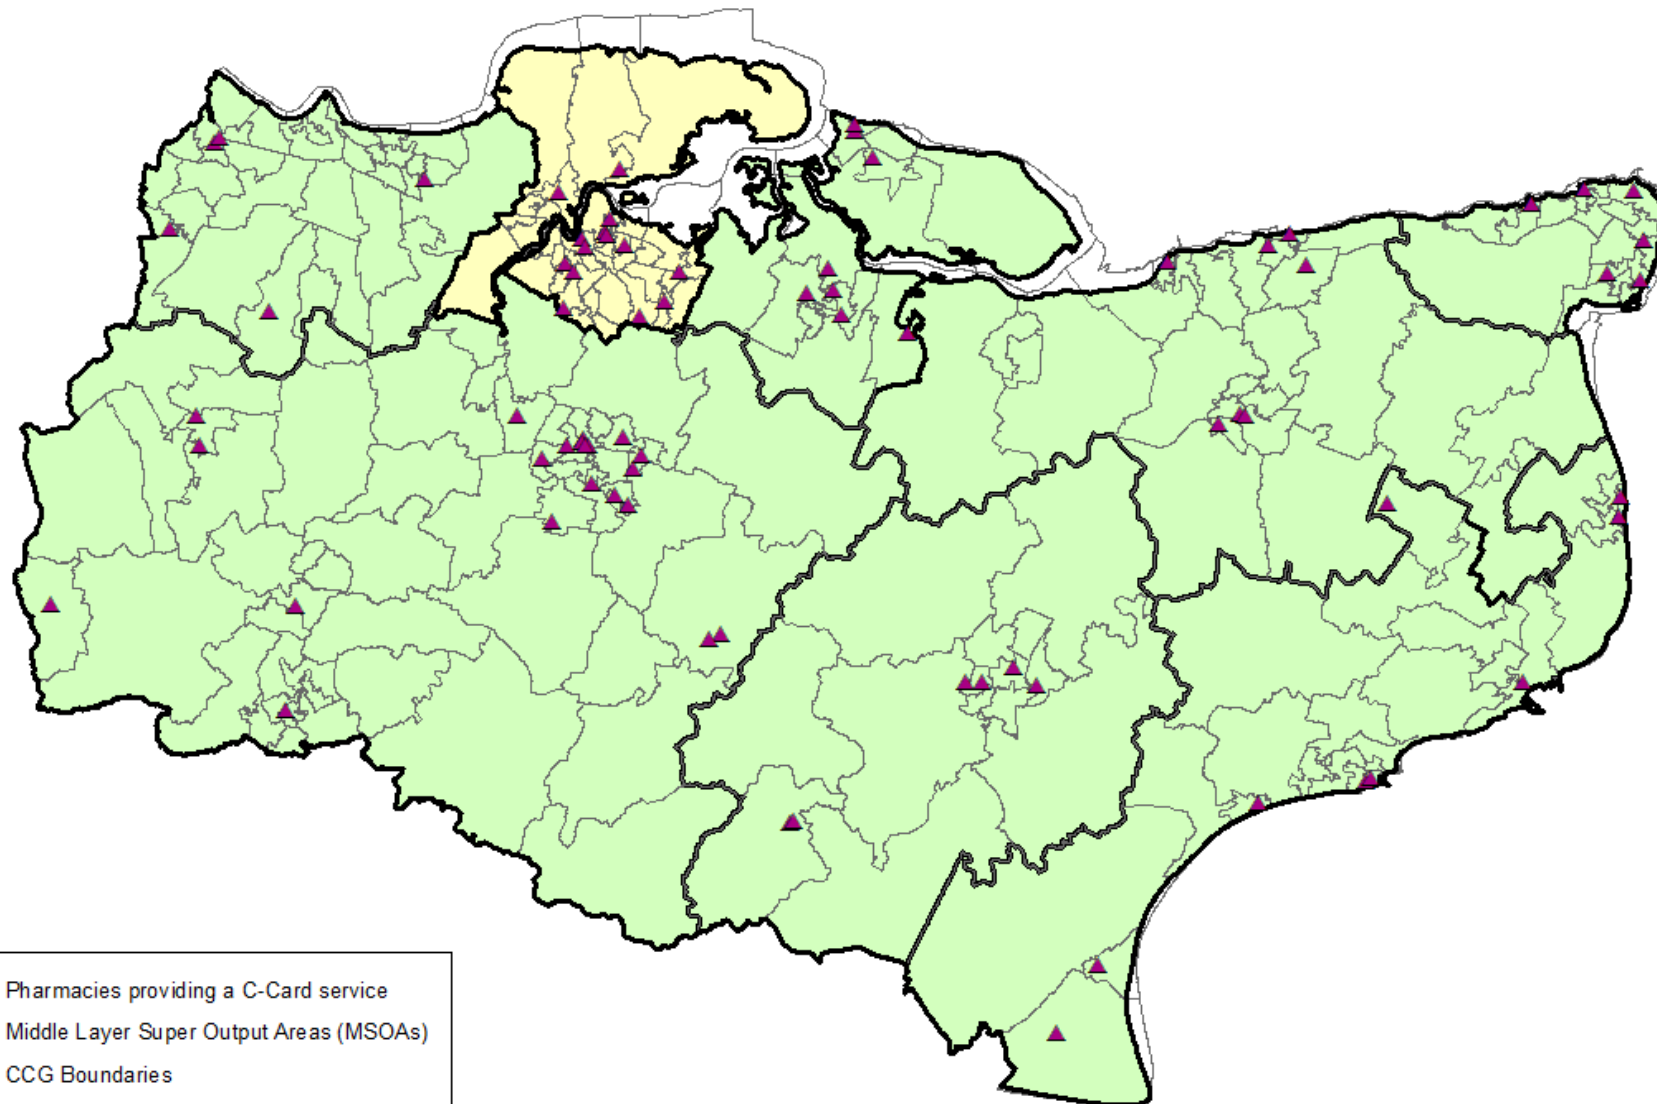 Pharmacies providing a C-Card service
Middle Layer Super Output Areas (MSOAs)
CCG Boundaries